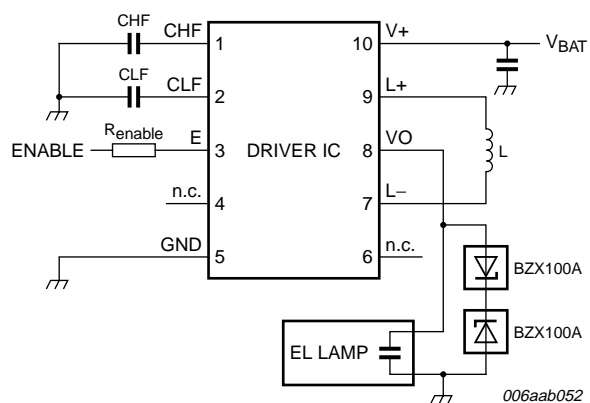 CHF
CHF
1
V+
10
VBAT
CLF
CLF
2
L+
9
ENABLE
Renable
E
3
DRIVER IC
VO
8
L
n.c.
4
L−
7
GND
5
n.c.
6
BZX100A
BZX100A
EL LAMP
006aab052